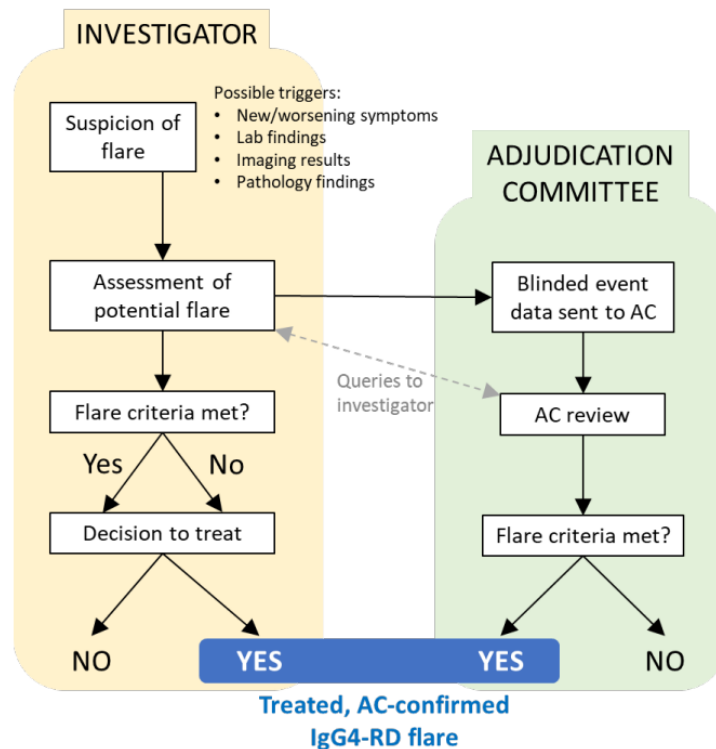 INVESTIGATOR
Suspicion of
flare
Possible triggers:
• New/worsening symptoms
• Lab findings
• Imaging results
• Pathology findings
ADJUDICATION
COMMITTEE
Assessment of
potential flare
Blinded event
data sent to AC
Queries to
investigator
Flare criteria met?
AC review
Yes
No
Decision to treat
Flare criteria met?
NO
YES
YES
NO
Treated, AC-confirmed
IgG4-RD flare